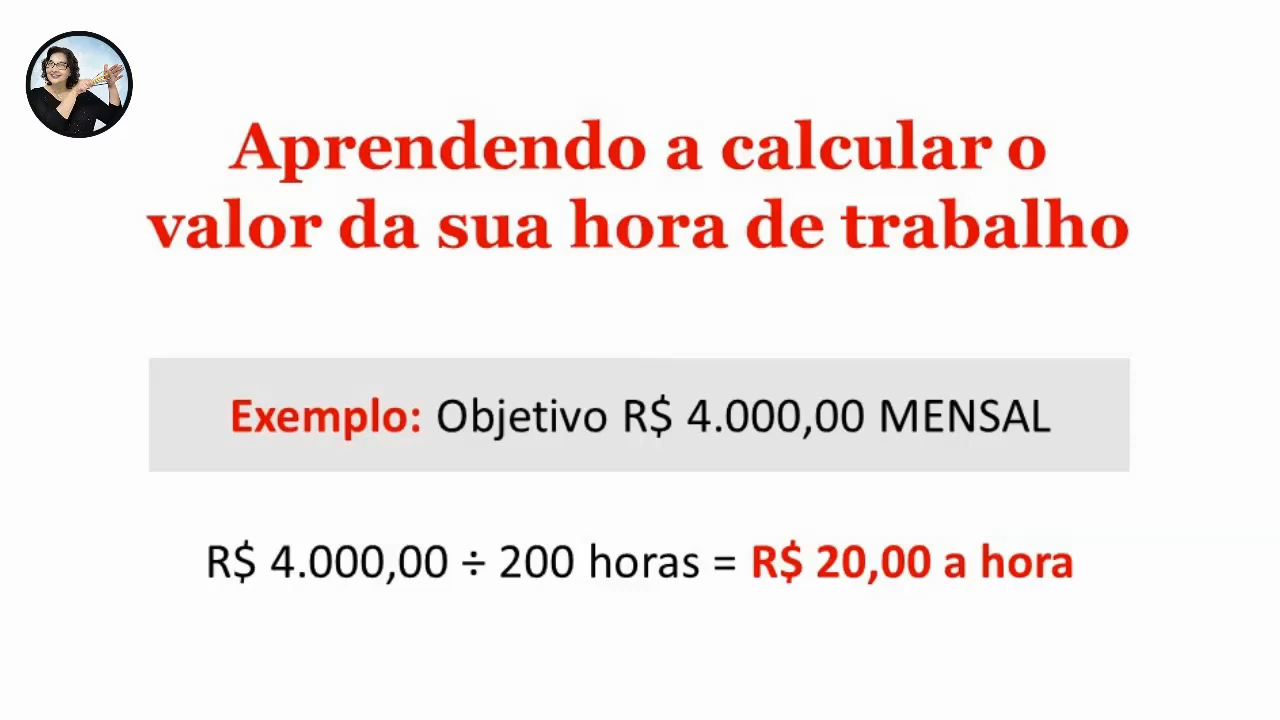 Aprendendo a calcular o
valor da sua hora de trabalho
Exemplo: Objetivo R$ 4.000,00 MENSAL
R$ 4.000,00 ÷ 200 horas = R$ 20,00 a hora